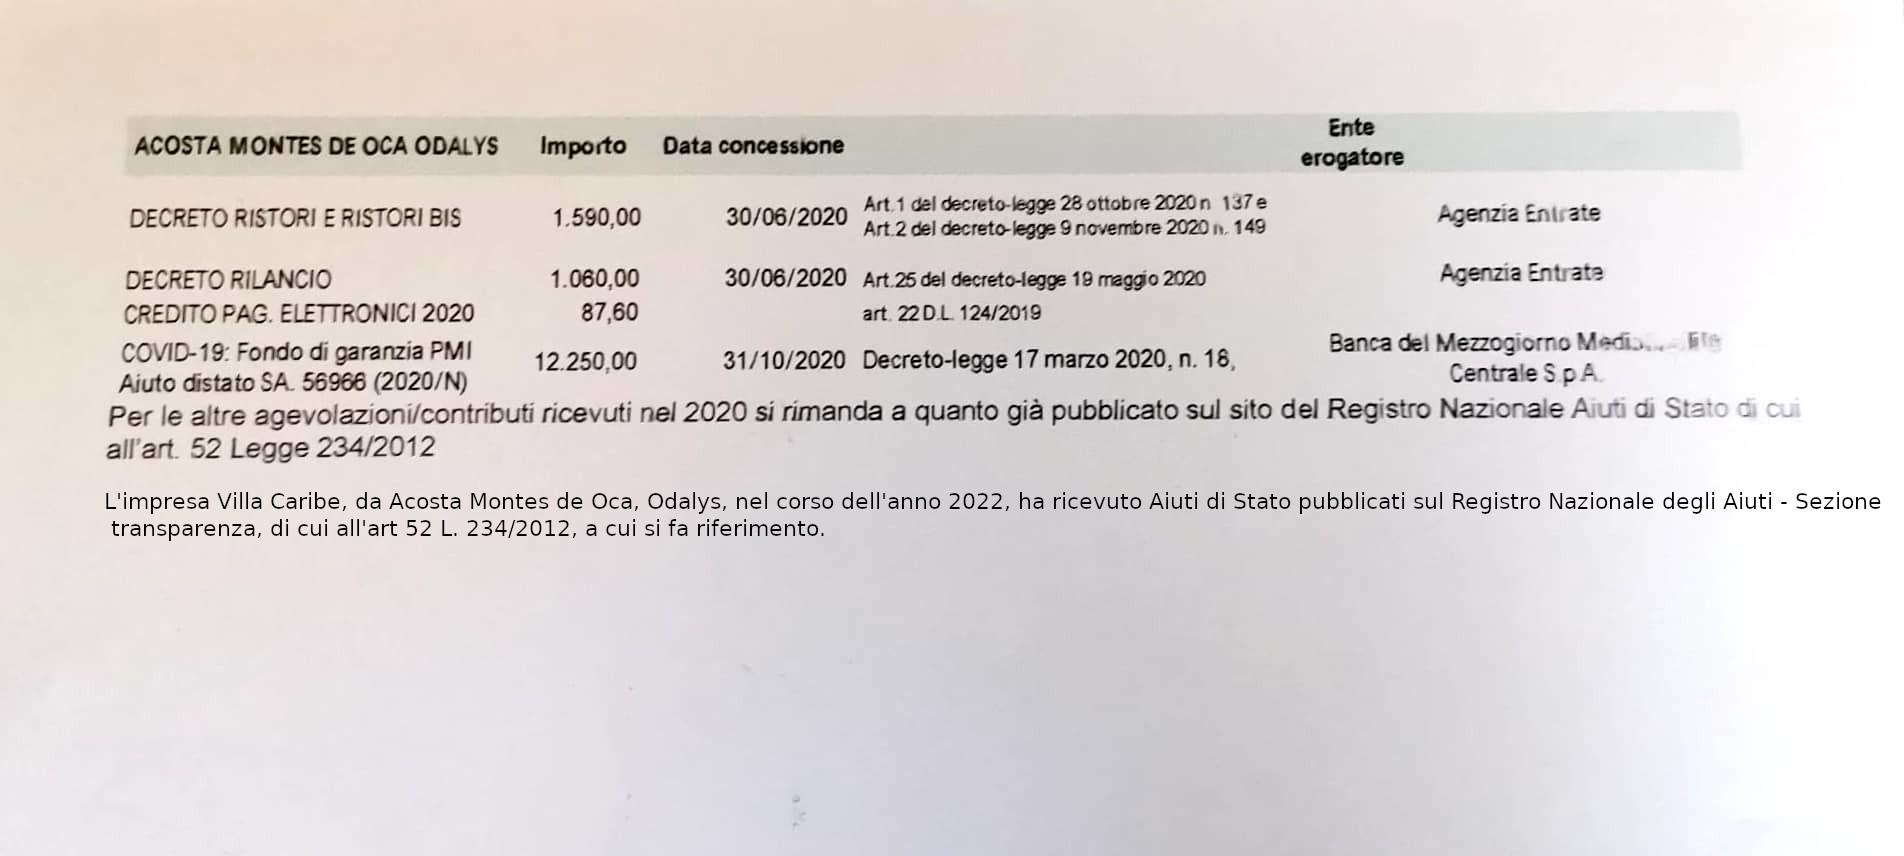 ACOSTA MONTES DE OCA ODALYS Importo Data concessione Ente erogatore
DECRETO RISTORI E RISTORI BIS 1.590,00 30/06/2020 Art.1 del decreto-legge 28 ottobre 2020 n 137 e
Art.2 del decreto-legge 9 novembre 2020 n. 149 Agenzia Entrate
DECRETO RILANCIO 1.060,00 30/06/2020 Art.25 del decreto-legge 19 maggio 2020 Agenzia Entrate
CREDITO PAG. ELETTRONICI 2020 87,60 art. 22 D.L. 124/2019
COVID-19: Fondo di garanzia PMI
Aiuto distato SA. 56966 (2020/N) 12.250,00 31/10/2020 Decreto-legge 17 marzo 2020, n. 18, Banca del Mezzogiorno
Centrale S.p.A.
Per le altre agevolazioni/contributi ricevuti nel 2020 si rimanda a quanto già pubblicato sul sito del Registro Nazionale Aiuti di Stato di cui
all'art. 52 Legge 234/2012
L'impresa Villa Caribe, da Acosta Montes de Oca, Odalys, nel corso dell'anno 2022, ha ricevuto Aiuti di Stato pubblicati sul Registro Nazionale degli Aiuti - Sezione
transparenza, di cui all'art 52 L. 234/2012, a cui si fa riferimento.